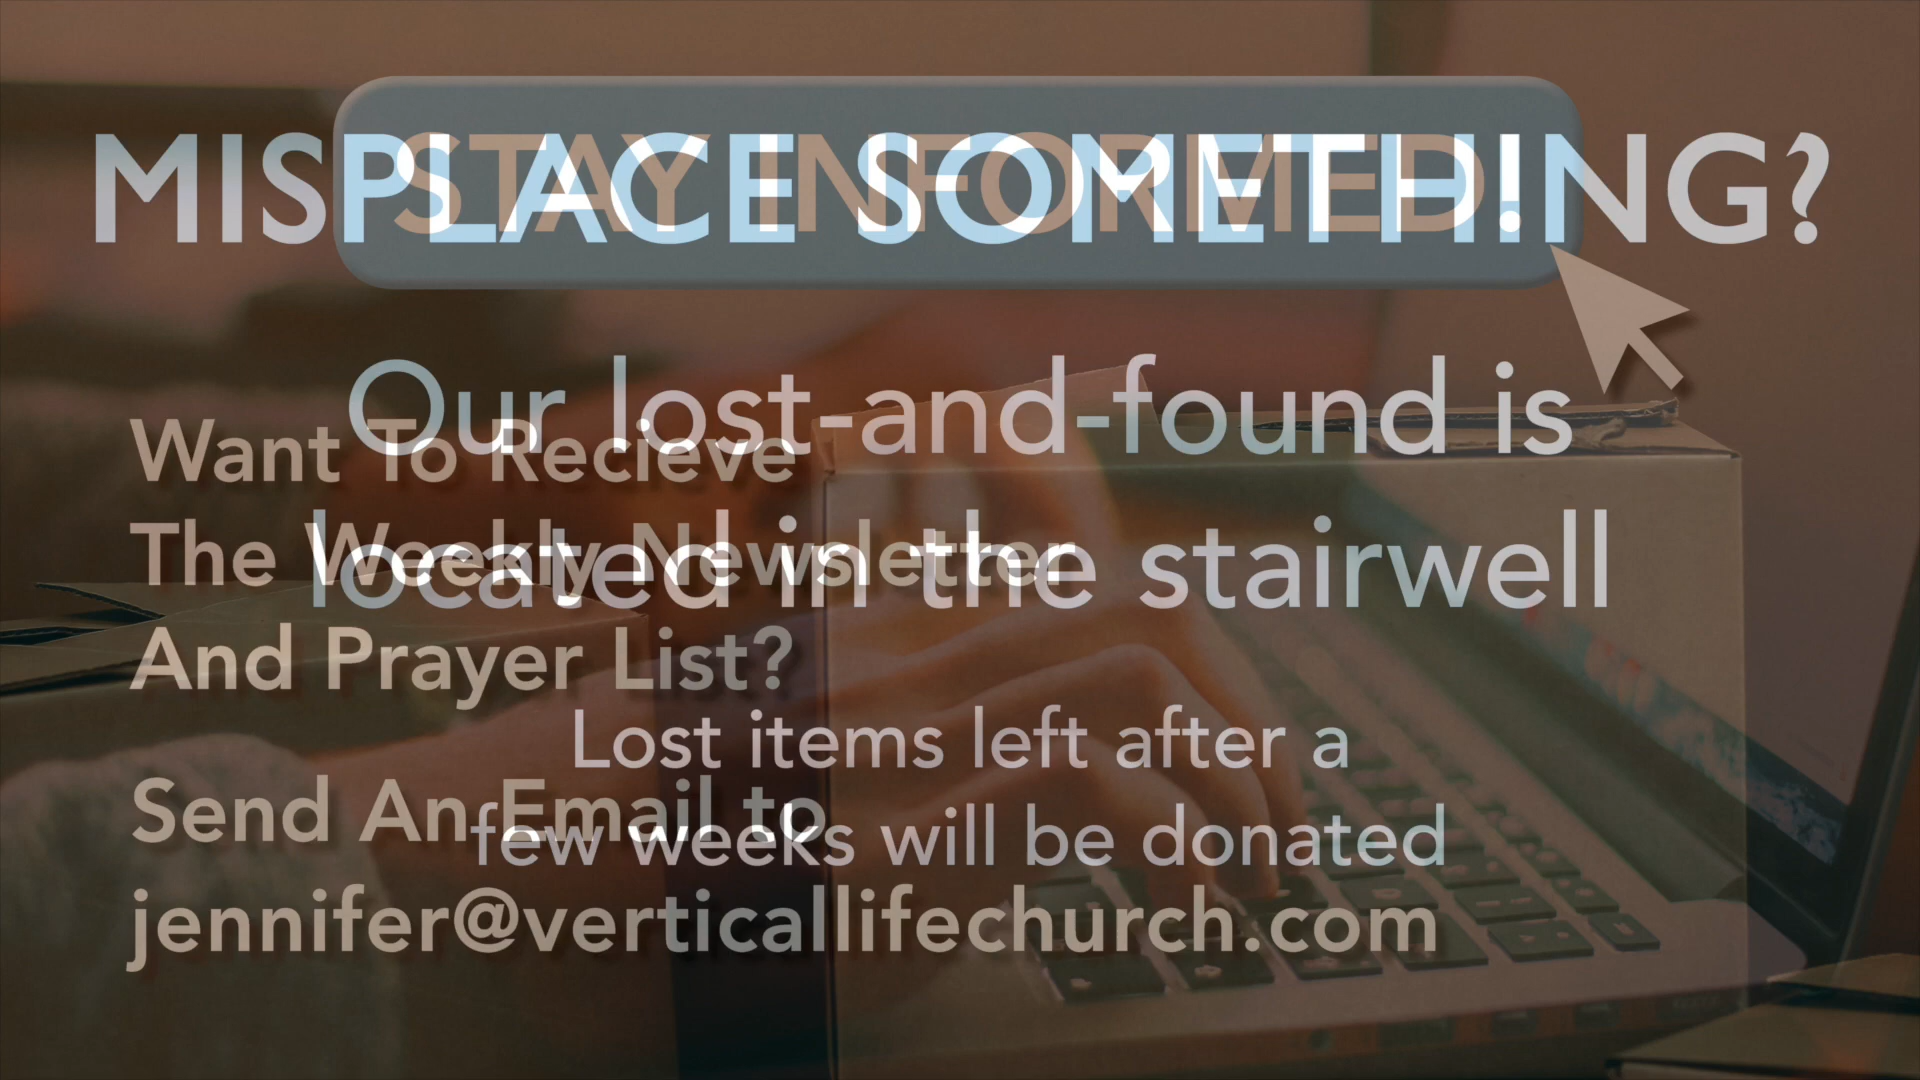 MISPLACE SOMETHING?
Our lost-and-found is
located in the stairwell
Lost items left after a
few weeks will be donated
STAY INFORMED!
Want To Recieve
The Weekly Newsletter
And Prayer List?
Send An Email to
jennifer@verticallifechurch.com